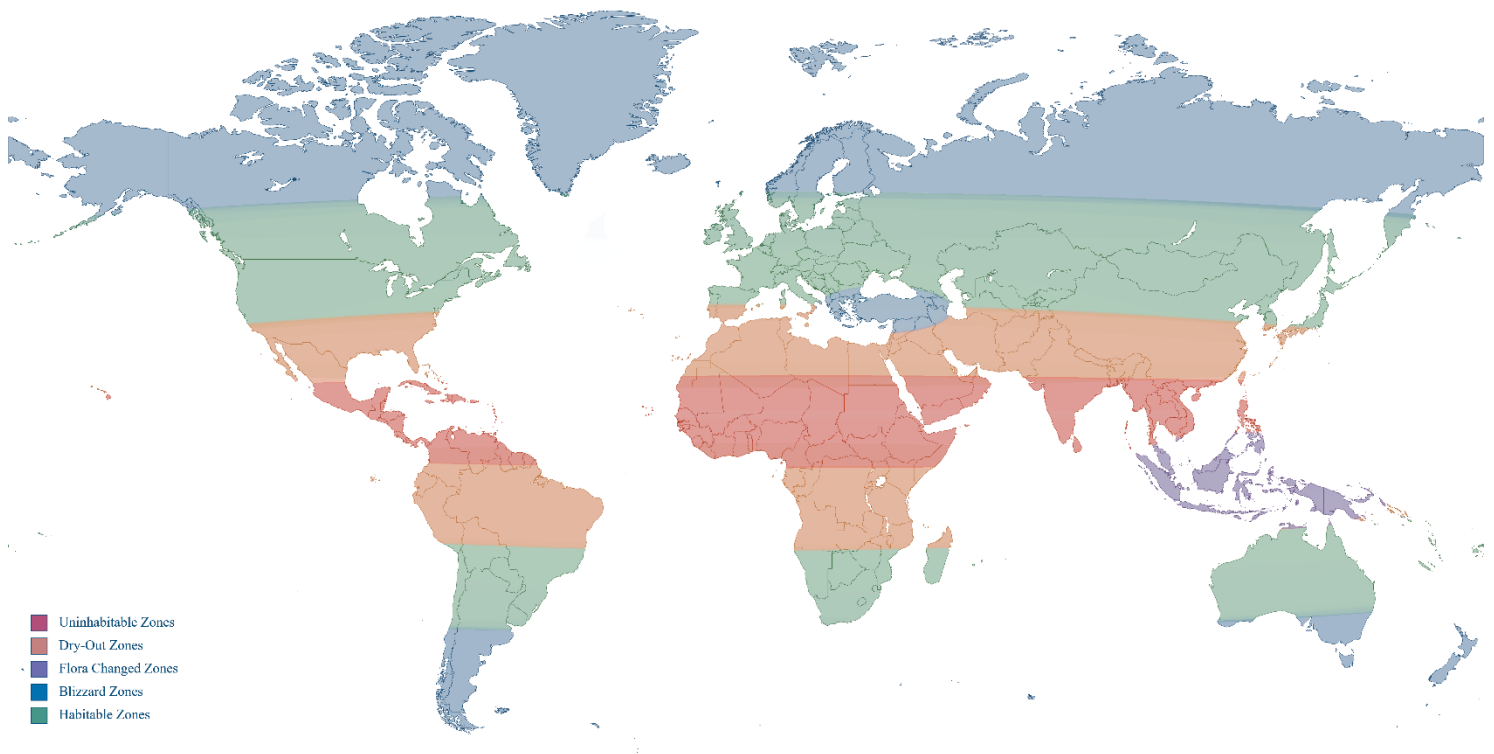 Uninhabitable Zones
Dry-Out Zones
Flora Changed Zones
Blizzard Zones
Habitable Zones